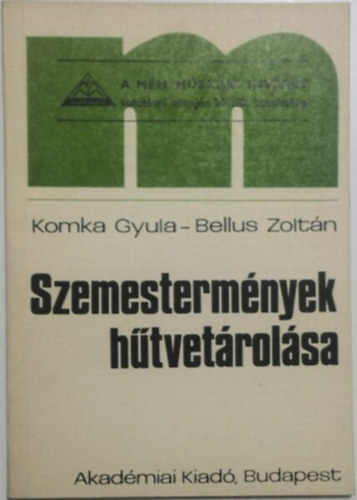 m
A MÉM MŰSZAKI INTÉZET
Komka Gyula-Bellus Zoltán
Szemestermények
hűtvetárolása
Akadémiai Kiadó, Budapest